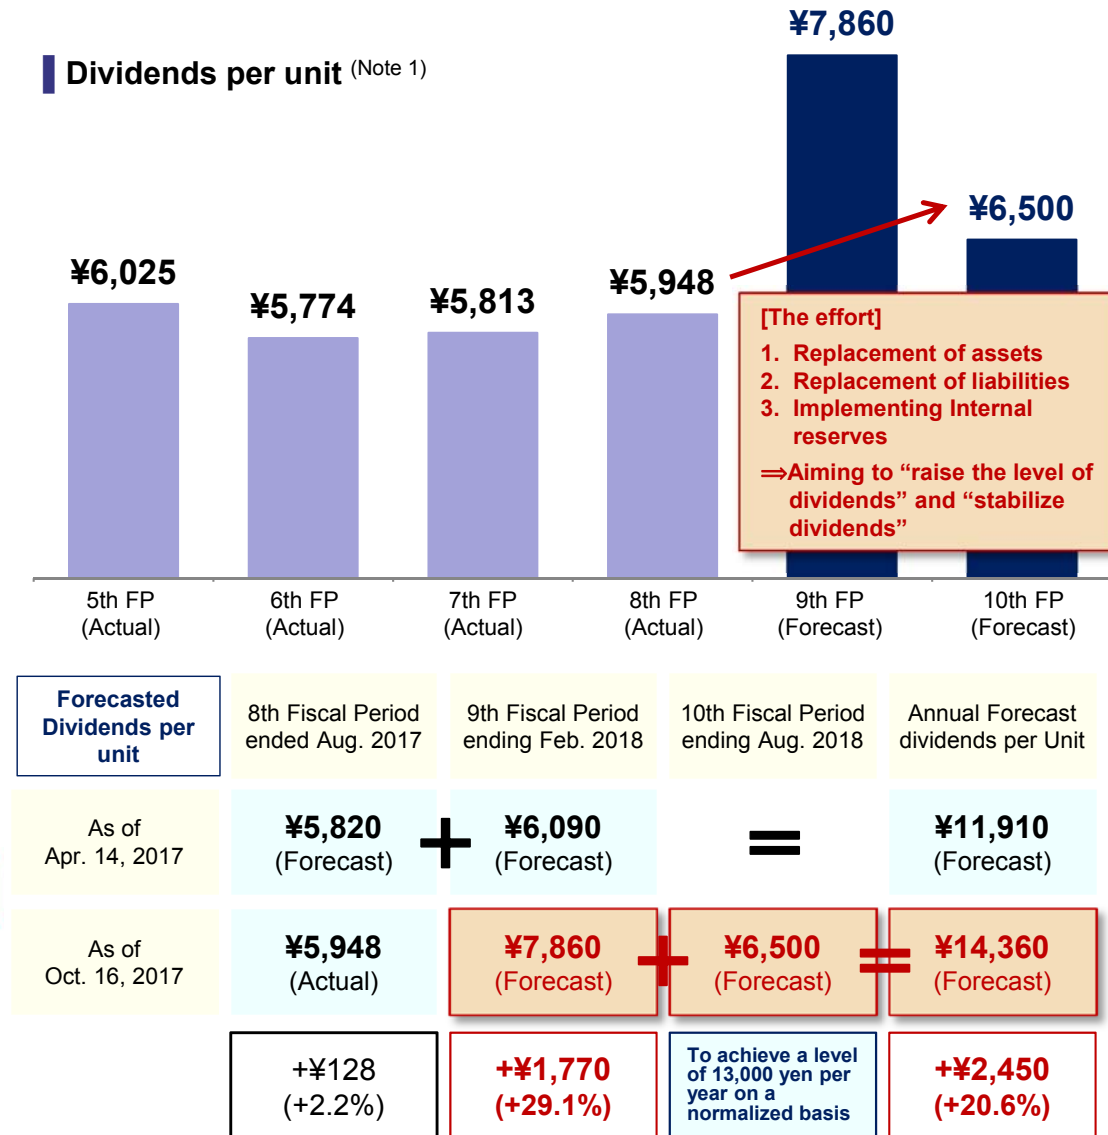 Dividends per unit (Note 1)
¥7,860
¥6,500
¥6,025
¥5,774
¥5,813
¥5,948
[The effort]
1. Replacement of assets
2. Replacement of liabilities
3. Implementing Internal
reserves
⇒Aiming to “raise the level of
dividends” and “stabilize
dividends”
5th FP
(Actual)
6th FP
(Actual)
7th FP
(Actual)
8th FP
(Actual)
9th FP
(Forecast)
10th FP
(Forecast)
Forecasted
Dividends per
unit
8th Fiscal Period
ended Aug. 2017
9th Fiscal Period
ending Feb. 2018
10th Fiscal Period
ending Aug. 2018
Annual Forecast
dividends per Unit
As of
Apr. 14, 2017
¥5,820
(Forecast)
+
¥6,090
(Forecast)
=
¥11,910
(Forecast)
As of
Oct. 16, 2017
¥5,948
(Actual)
¥7,860
(Forecast)
+
¥6,500
(Forecast)
=
¥14,360
(Forecast)
+¥128
(+2.2%)
+¥1,770
(+29.1%)
To achieve a level
of 13,000 yen per
year on a
normalized basis
+¥2,450
(+20.6%)